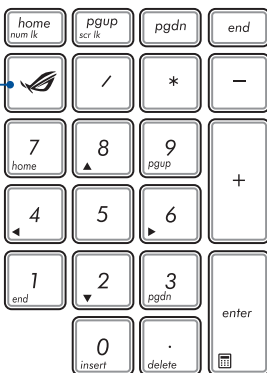 home pgup pgdn end
num lk scr lk
/ * −
7 8 9
home pgup
+
4 5 6
1 2 3
end pgdn
enter
0 .
insert delete